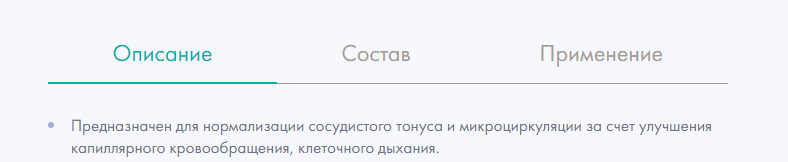 Описание Состав Применение
Предназначен для нормализации сосудистого тонуса и микроциркуляции за счет улучшения
капиллярного кровообращения, клеточного дыхания.